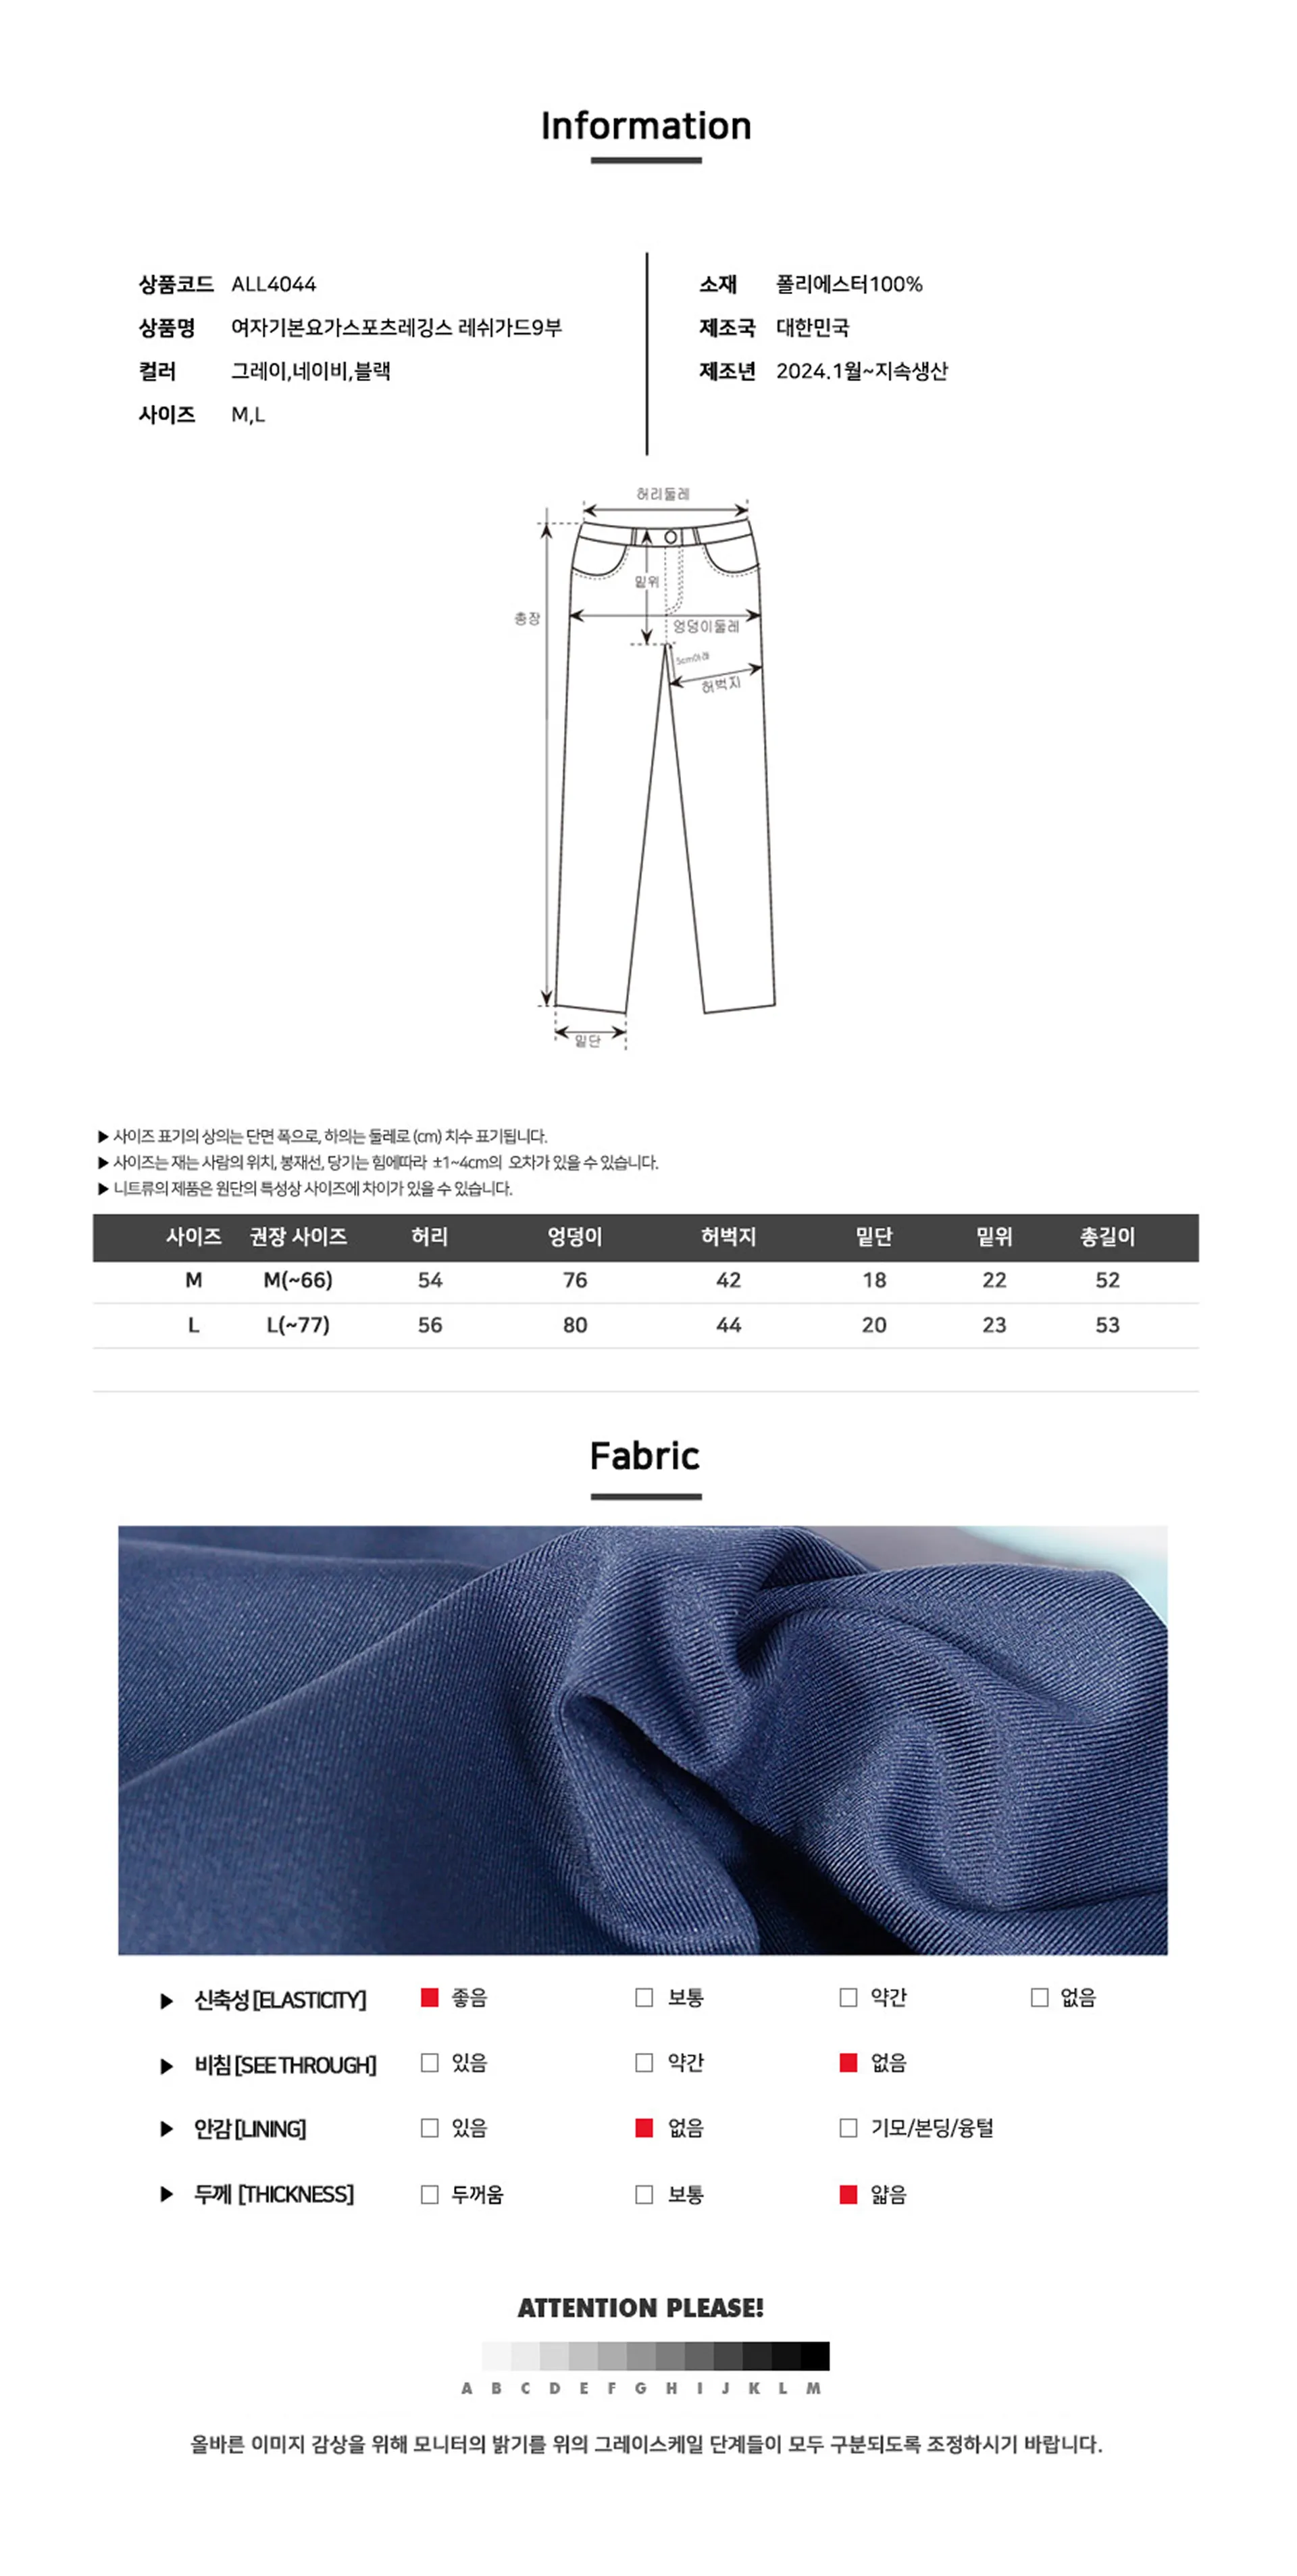 Information
상품코드 ALL4044
상품명 여자기본요가스포츠레깅스 레쉬가드9부
컬러 그레이,네이비,블랙
사이즈 M,L
소재 폴리에스터100%
제조국 대한민국
제조년 2024.1월~지속생산
허리둘레
밑위
총장
엉덩이둘레
5cm아래
허벅지
밑단
▶ 사이즈 표기의 상의는 단면 폭으로, 하의는 둘레로 (cm) 치수 표기됩니다.
▶ 사이즈는 재는 사람의 위치, 봉재선, 당기는 힘에따라 ±1~4cm의 오차가 있을 수 있습니다.
▶ 니트류의 제품은 원단의 특성상 사이즈에 차이가 있을 수 있습니다.
사이즈 권장 사이즈 허리 엉덩이 허벅지 밑단 밑위 총길이
M M(~66) 54 76 42 18 22 52
L L(~77) 56 80 44 20 23 53
Fabric
▶ 신축성 [ELASTICITY] 좋음 보통 약간 없음
▶ 비침 [SEE THROUGH] 있음 약간 없음
▶ 안감 [LINING] 있음 없음 기모/본딩/융털
▶ 두께 [THICKNESS] 두꺼움 보통 얇음
ATTENTION PLEASE!
A B C D E F G H I J K L M
올바른 이미지 감상을 위해 모니터의 밝기를 위의 그레이스케일 단계들이 모두 구분되도록 조정하시기 바랍니다.